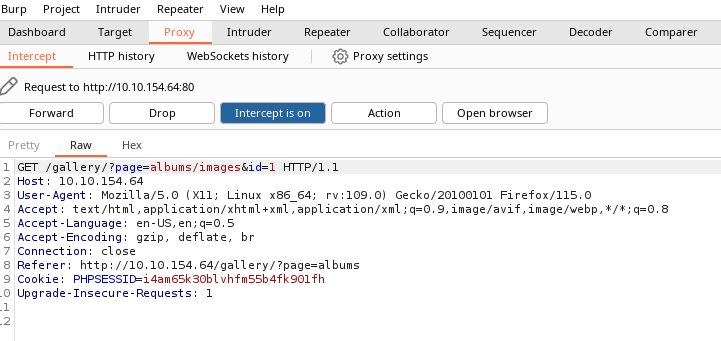 Burp Project Intruder Repeater View Help
Dashboard Target Proxy Intruder Repeater Collaborator Sequencer Decoder Comparer
Intercept HTTP history WebSockets history Proxy settings
Request to http://10.10.154.64:80
Forward Drop Intercept is on Action Open browser
Pretty Raw Hex
1 GET /gallery/?page=albums/images&id=1 HTTP/1.1
2 Host: 10.10.154.64
3 User-Agent: Mozilla/5.0 (X11; Linux x86_64; rv:109.0) Gecko/20100101 Firefox/115.0
4 Accept: text/html,application/xhtml+xml,application/xml;q=0.9,image/avif,image/webp,*/*;q=0.8
5 Accept-Language: en-US,en;q=0.5
6 Accept-Encoding: gzip, deflate, br
7 Connection: close
8 Referer: http://10.10.154.64/gallery/?page=albums
9 Cookie: PHPSESSID=i4am65k30blvhfm55b4fk901fh
10 Upgrade-Insecure-Requests: 1
11
12